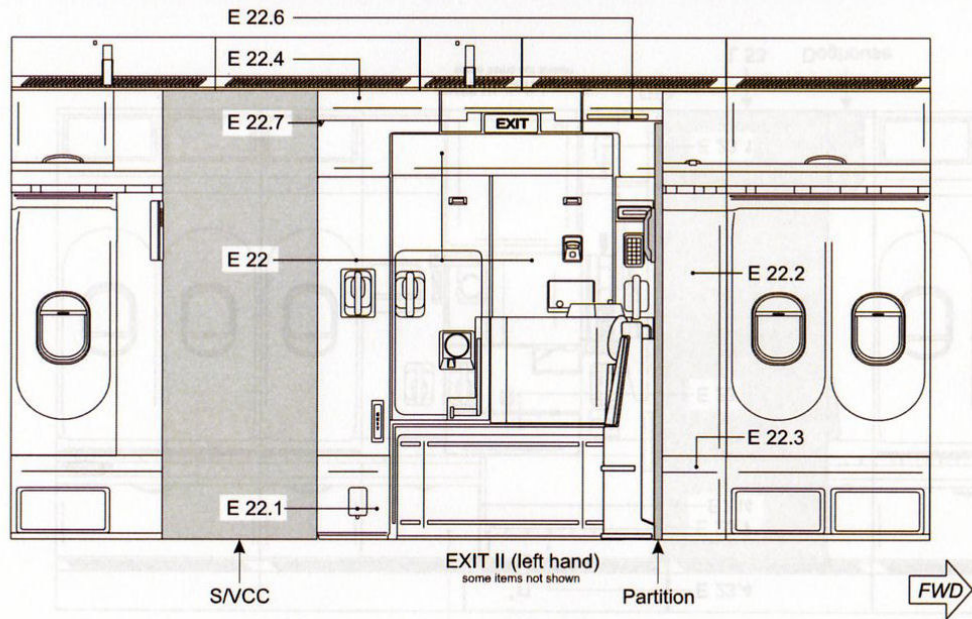 E 22.6
E 22.4
E 22.7
EXIT
E 22
E 22.2
E 22.3
E 22.1
EXIT II (left hand)
some items not shown
S/VCC
Partition
FWD